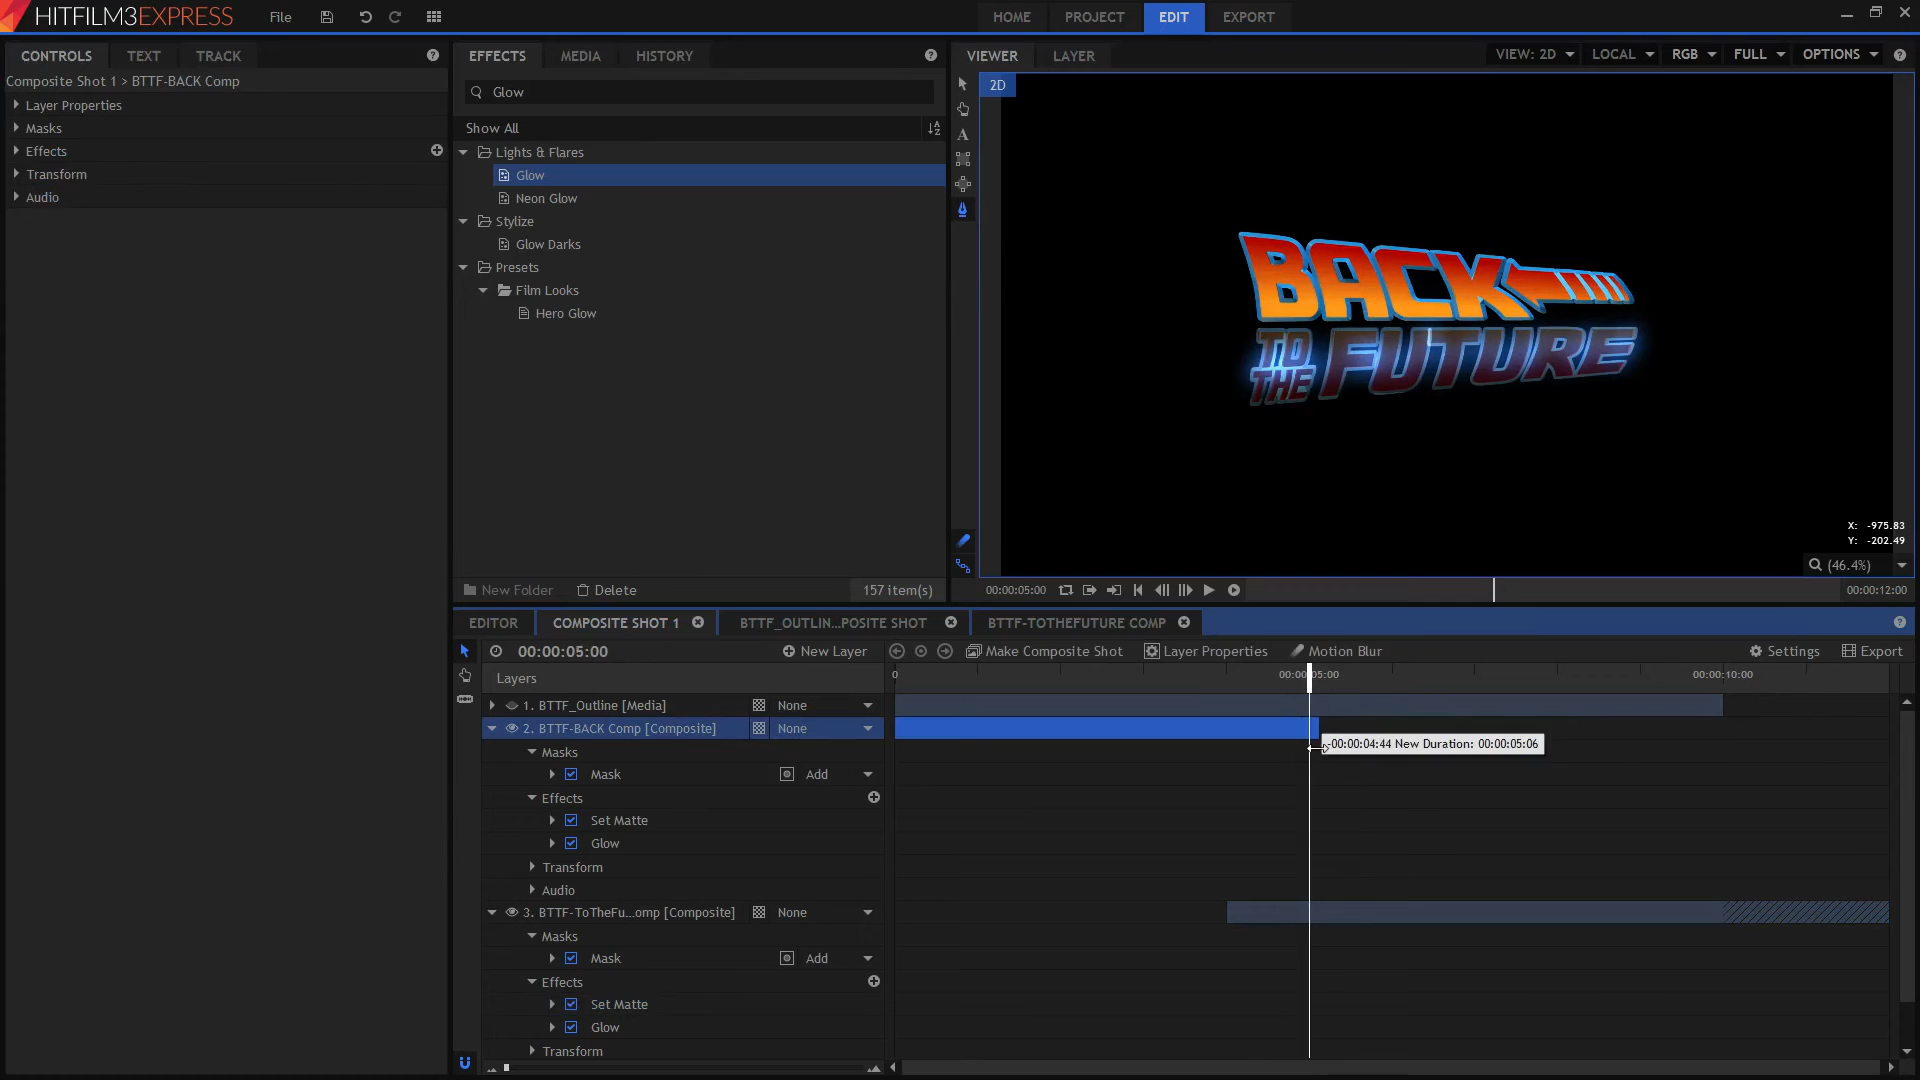 HITFILM3EXPRESS
File
HOME
PROJECT
EDIT
EXPORT
CONTROLS
TEXT
TRACK
Composite Shot 1 > BTTF-BACK Comp
Layer Properties
Masks
Effects
Transform
Audio
EFFECTS
MEDIA
HISTORY
Glow
Show All
Lights & Flares
Glow
Neon Glow
Stylize
Glow Darks
Presets
Film Looks
Hero Glow
New Folder
Delete
157 item(s)
VIEWER
LAYER
VIEW: 2D
LOCAL
RGB
FULL
OPTIONS
2D
BACK
TO THE FUTURE
X: -975.83
Y: -202.49
(46.4%)
00:00:05:00
00:00:12:00
EDITOR
COMPOSITE SHOT 1
BTTF_OUTLIN...POSITE SHOT
BTTF-TOTHEFUTURE COMP
00:00:05:00
New Layer
Make Composite Shot
Layer Properties
Motion Blur
Settings
Export
Layers
0
00:00:05:00
00:00:10:00
1. BTTF_Outline [Media]
None
2. BTTF-BACK Comp [Composite]
None
-00:00:04:44 New Duration: 00:00:05:06
Masks
Mask
Add
Effects
Set Matte
Glow
Transform
Audio
3. BTTF-ToTheFu...omp [Composite]
None
Masks
Mask
Add
Effects
Set Matte
Glow
Transform